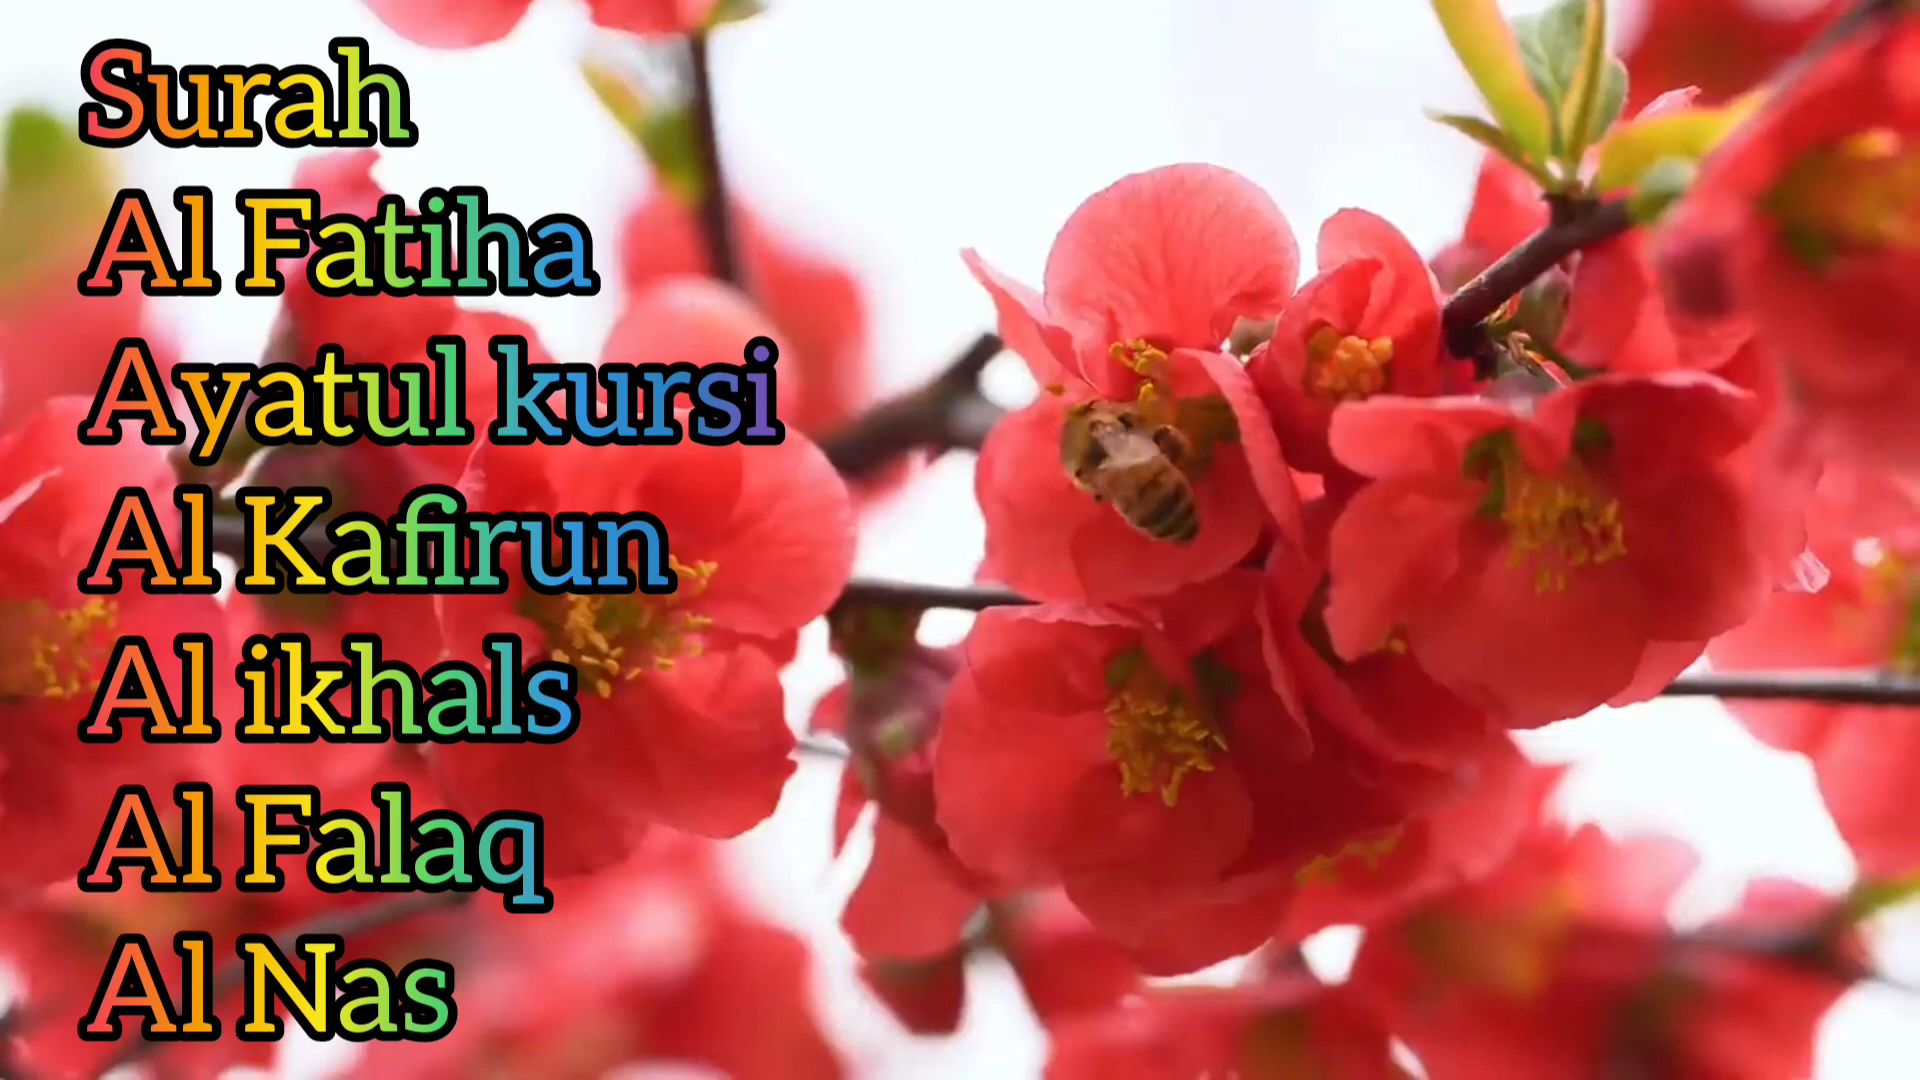 Surah
Al Fatiha
Ayatul kursi
Al Kafirun
Al ikhals
Al Falaq
Al Nas